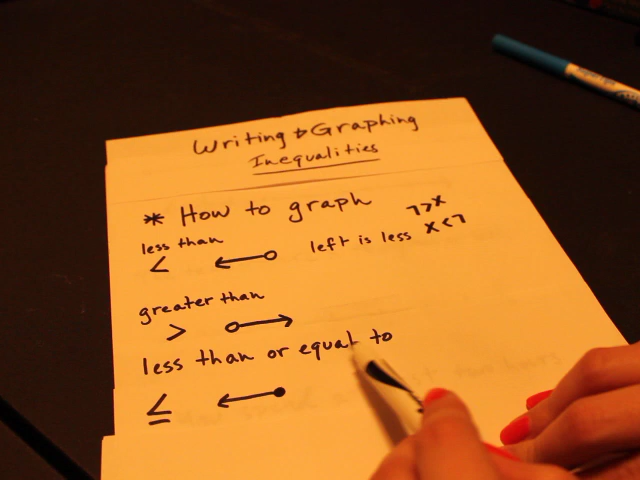 Writing & Graphing
Inequalities
* How to graph
7>x
less than
left is less x<7
<
greater than
>
less than or equal to
≤